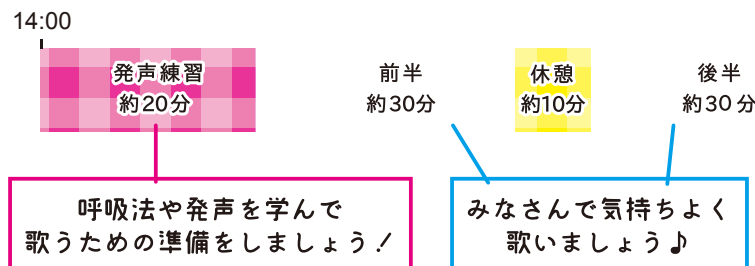 14:00
発声練習
約20分
前半
約30分
休憩
約10分
後半
約30分
呼吸法や発声を学んで
歌うための準備をしましょう！
みなさんで気持ちよく
歌いましょう♪